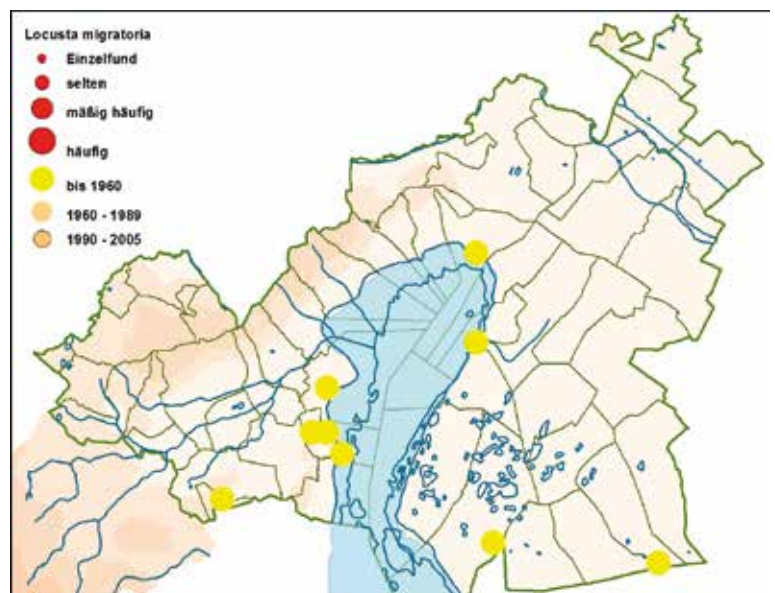 Locusta migratoria
Einzelfund
selten
mäßig häufig
häufig
bis 1960
1960 - 1989
1990 - 2005